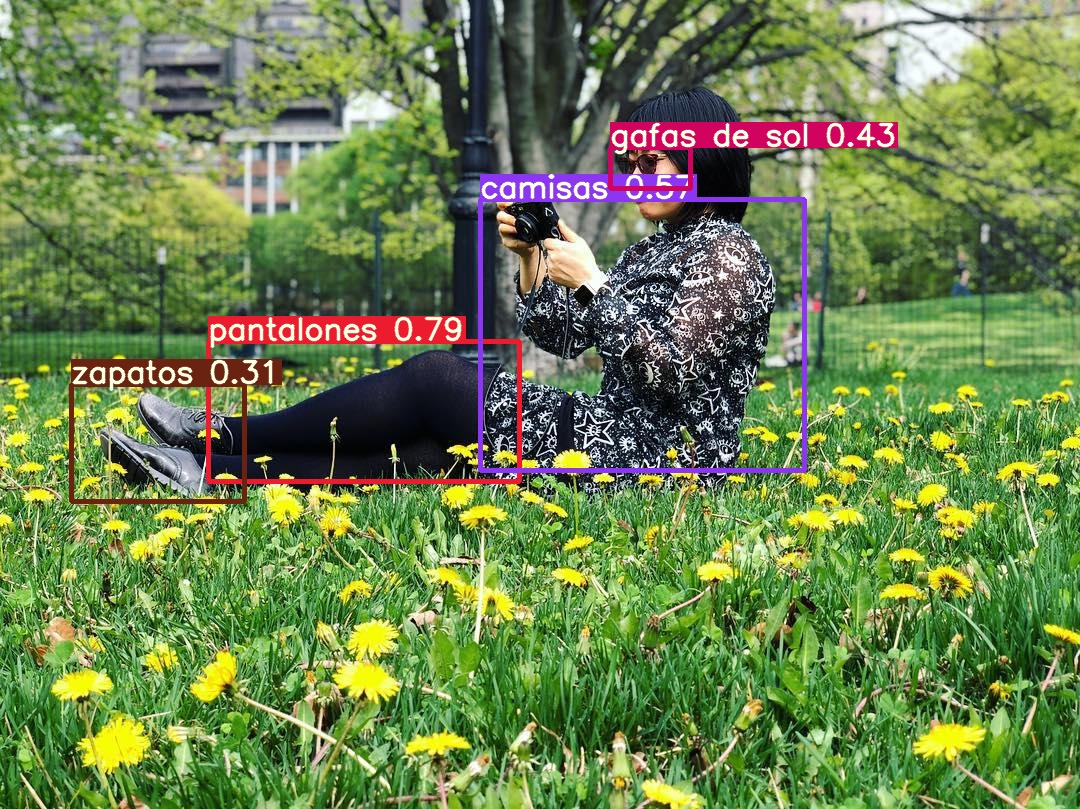 gafas de sol 0.43
camisas 0.57
pantalones 0.79
zapatos 0.31